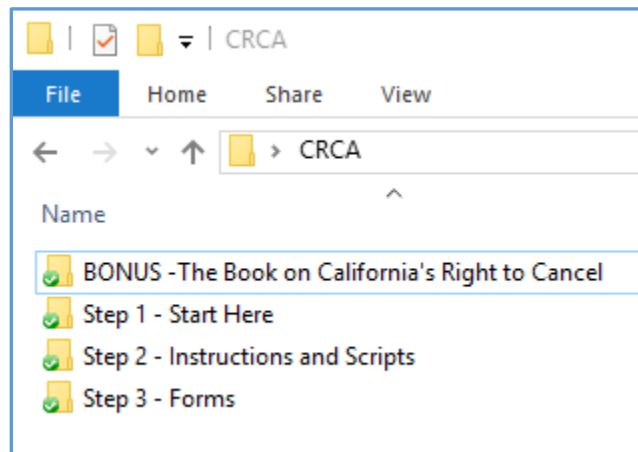 CRCA
File Home Share View
CRCA
Name
BONUS -The Book on California's Right to Cancel
Step 1 - Start Here
Step 2 - Instructions and Scripts
Step 3 - Forms